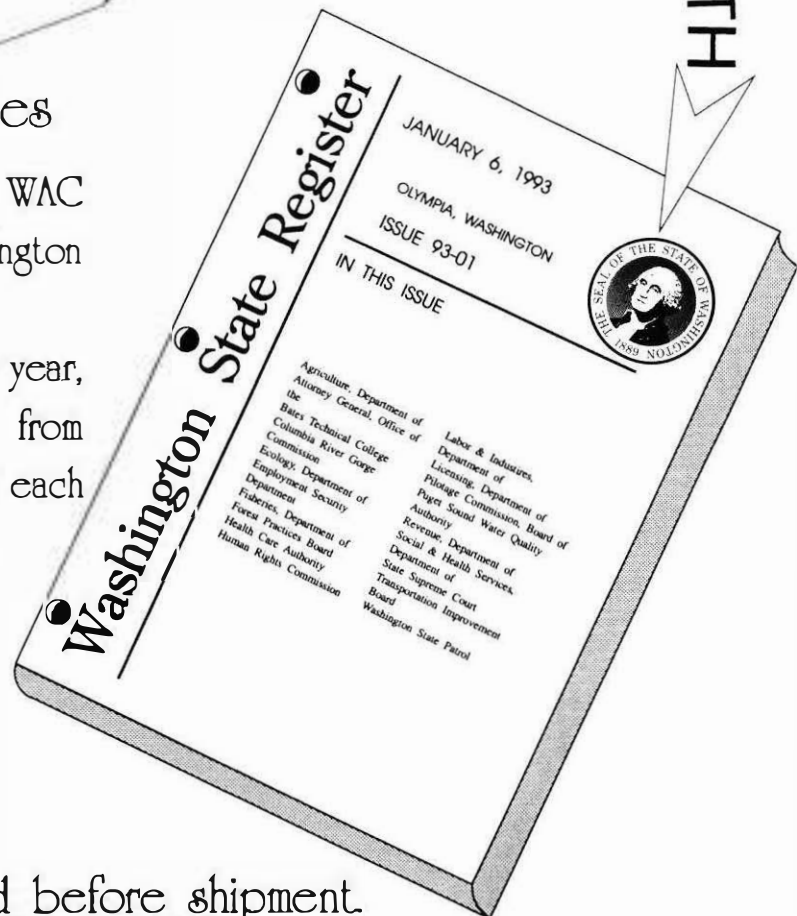 TH
es
WAC
ngton
year,
from
each
Washington State Register
JANUARY 6, 1993
OLYMPIA, WASHINGTON
ISSUE 93-01
IN THIS ISSUE
THE SEAL OF THE STATE OF WASHINGTON
1889
Agriculture, Department of
Attorney General, Office of
the
Bates Technical College
Columbia River Gorge
Commission
Ecology, Department of
Employment Security
Department
Fisheries, Department of
Forest Practices Board
Health Care Authority
Human Rights Commission
Labor & Industires,
Department of
Licensing, Department of
Pilotage Commission, Board of
Puget Sound Water Quality
Authority
Revenue, Department of
Social & Health Services,
Department of
State Supreme Court
Transportation Improvement
Board
Washington State Patrol
d before shipment.